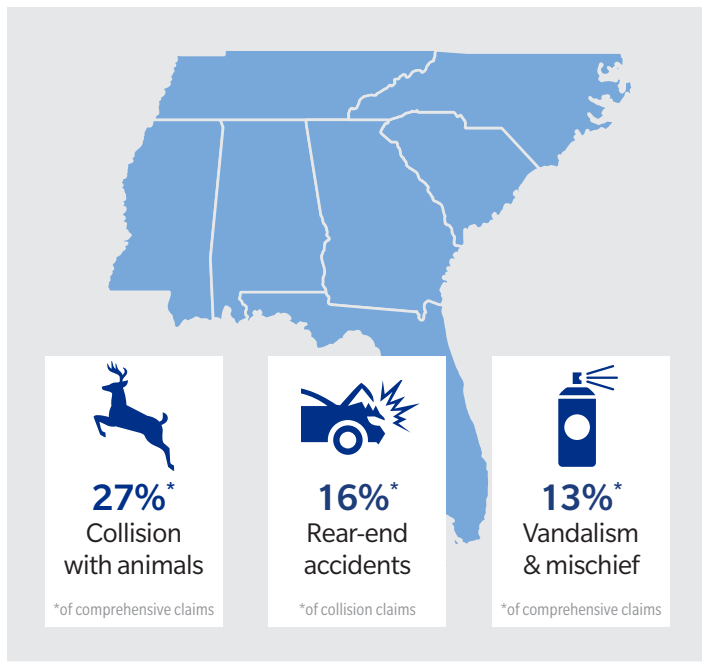 27%*
Collision
with animals
*of comprehensive claims
16%*
Rear-end
accidents
*of collision claims
13%*
Vandalism
& mischief
*of comprehensive claims